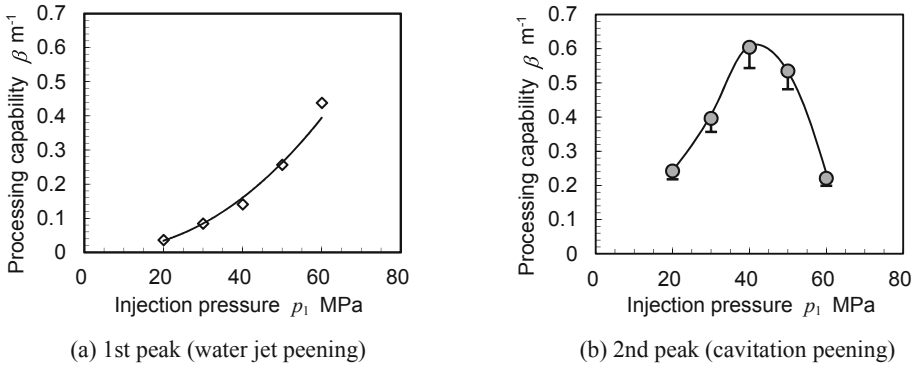 0.7
0.6
0.5
0.4
0.3
0.2
0.1
0
0 20 40 60 80
Processing capability β m⁻¹
Injection pressure p₁ MPa
(a) 1st peak (water jet peening)
0.7
0.6
0.5
0.4
0.3
0.2
0.1
0
0 20 40 60 80
Processing capability β m⁻¹
Injection pressure p₁ MPa
(b) 2nd peak (cavitation peening)